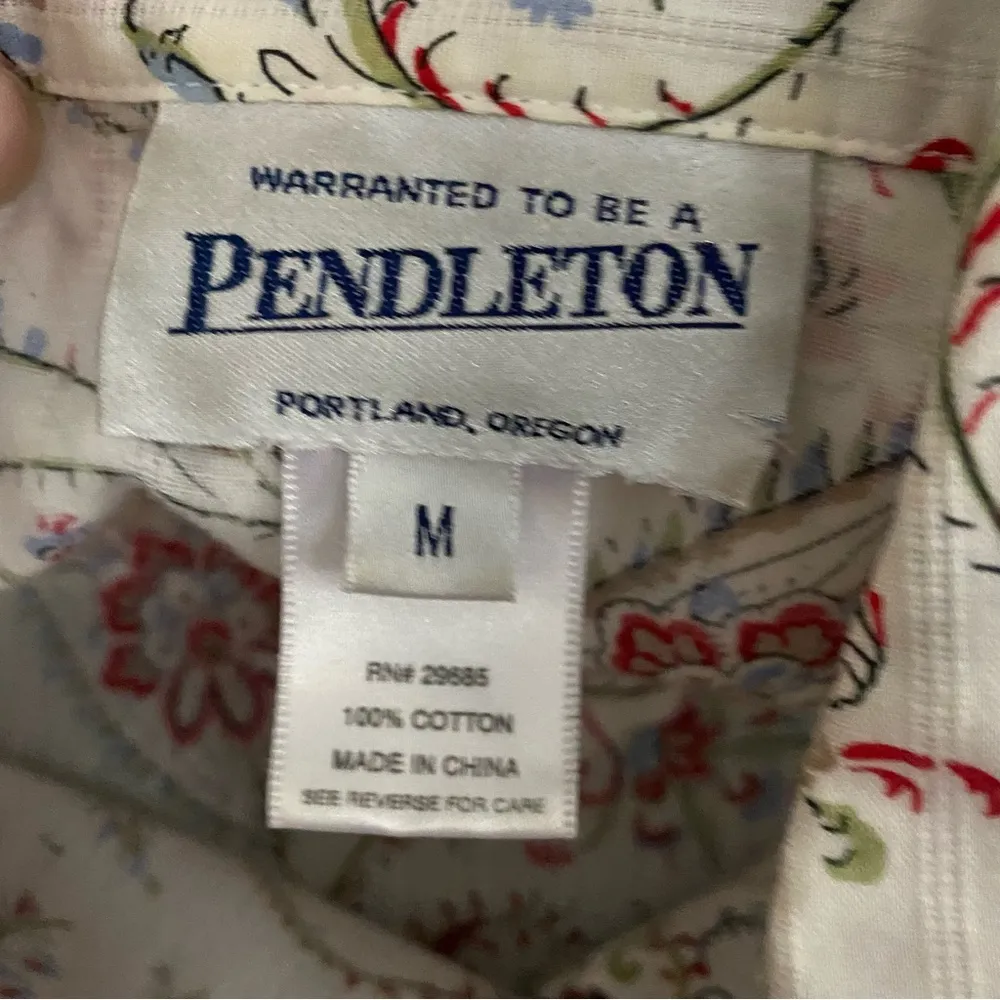 WARRANTED TO BE A
PENDLETON
PORTLAND, OREGON
M
RN# 29685
100% COTTON
MADE IN CHINA
SEE REVERSE FOR CARE